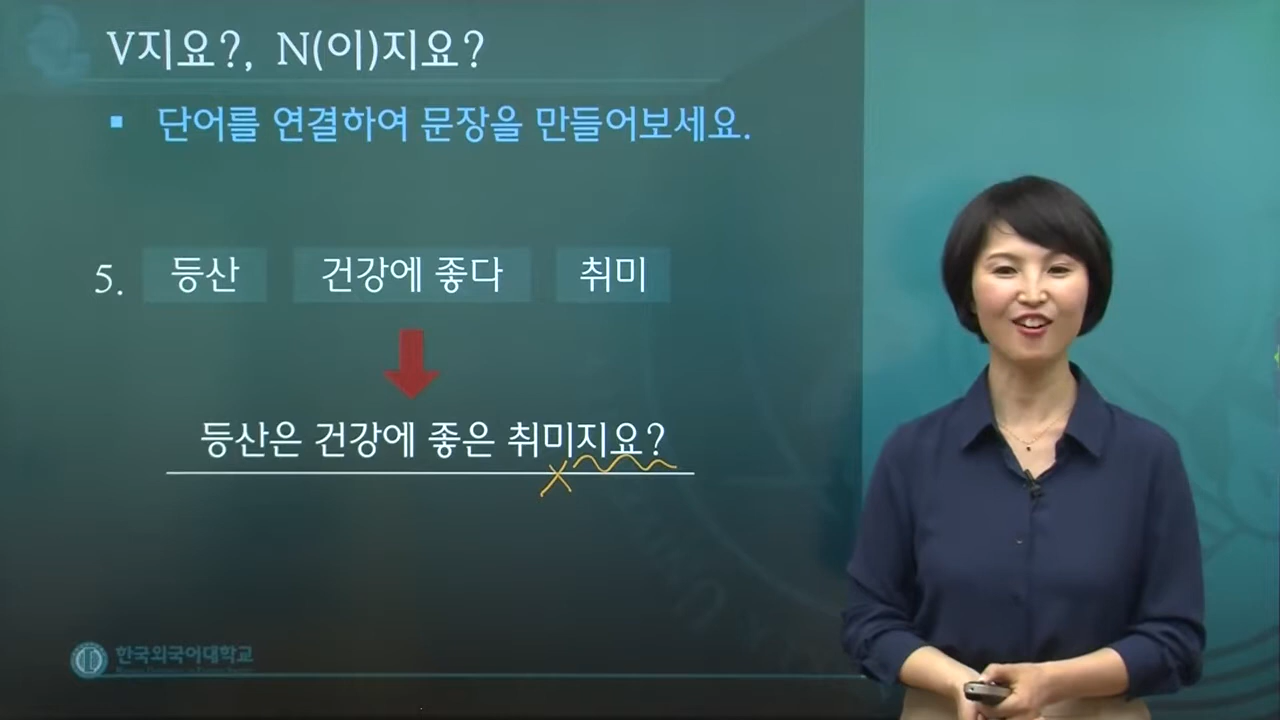 V지요?, N(이)지요?
▪ 단어를 연결하여 문장을 만들어보세요.
5. 등산 건강에 좋다 취미
등산은 건강에 좋은 취미지요?
한국외국어대학교